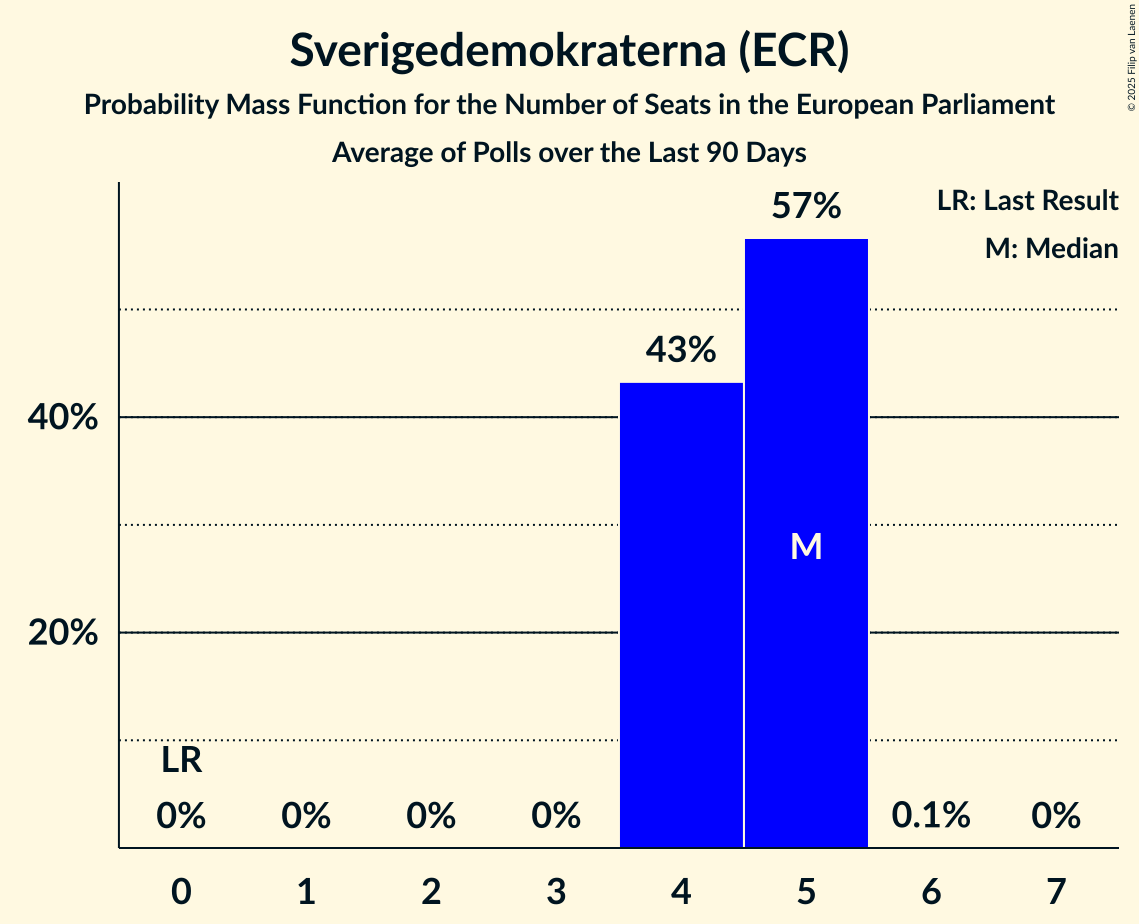 Sverigedemokraterna (ECR)
Probability Mass Function for the Number of Seats in the European Parliament
Average of Polls over the Last 90 Days
© 2025 Filip van Laenen
LR: Last Result
M: Median
57%
43%
40%
M
20%
LR
0%
0%
0%
0%
0.1%
0%
0
1
2
3
4
5
6
7